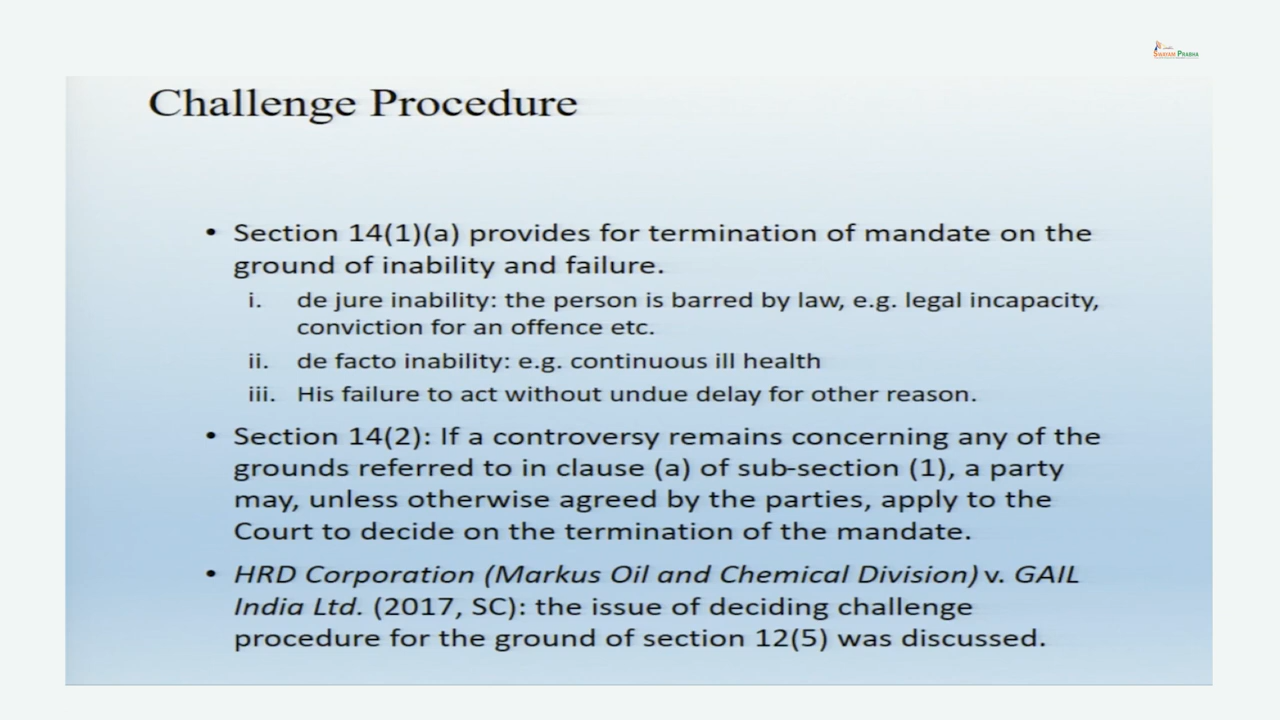 SWAYAM PRABHA
Challenge Procedure
• Section 14(1)(a) provides for termination of mandate on the
ground of inability and failure.
i. de jure inability: the person is barred by law, e.g. legal incapacity,
conviction for an offence etc.
ii. de facto inability: e.g. continuous ill health
iii. His failure to act without undue delay for other reason.
• Section 14(2): If a controversy remains concerning any of the
grounds referred to in clause (a) of sub-section (1), a party
may, unless otherwise agreed by the parties, apply to the
Court to decide on the termination of the mandate.
• HRD Corporation (Markus Oil and Chemical Division) v. GAIL
India Ltd. (2017, SC): the issue of deciding challenge
procedure for the ground of section 12(5) was discussed.